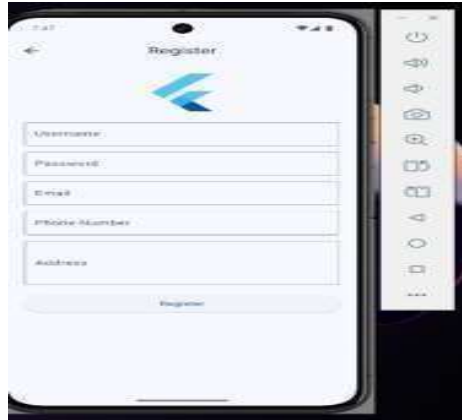 Register
Username
Password
Email
Phone Number
Address
Register